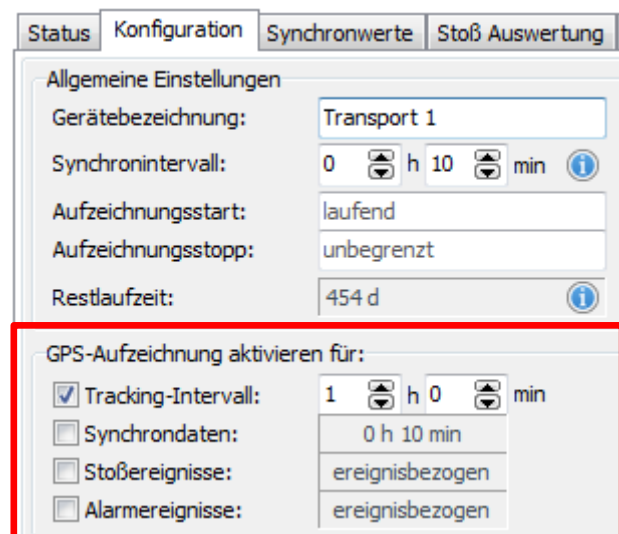 Status Konfiguration Synchronwerte Stoß Auswertung
Allgemeine Einstellungen
Gerätebezeichnung: Transport 1
Synchronintervall: 0 h 10 min
Aufzeichnungsstart: laufend
Aufzeichnungsstopp: unbegrenzt
Restlaufzeit: 454 d
GPS-Aufzeichnung aktivieren für:
Tracking-Intervall: 1 h 0 min
Synchrondaten: 0 h 10 min
Stoßereignisse: ereignisbezogen
Alarmereignisse: ereignisbezogen